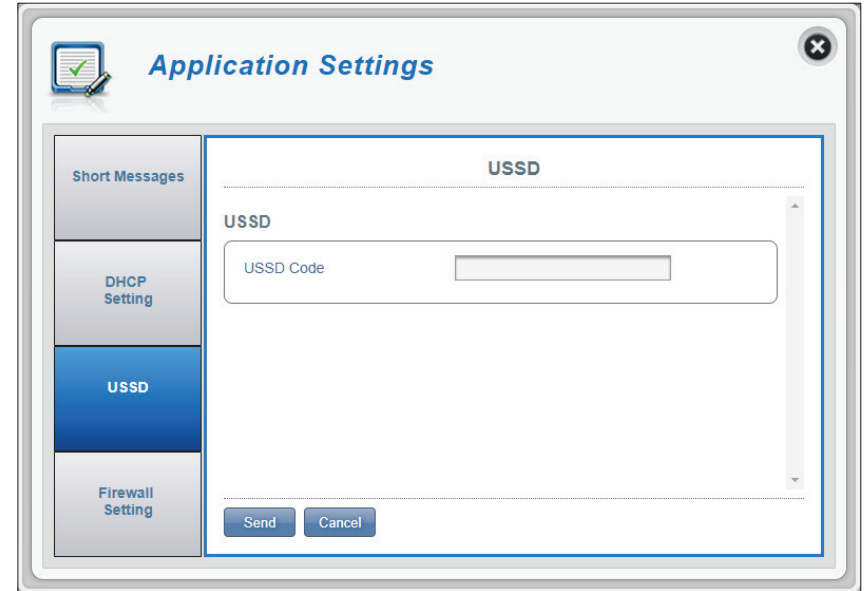 Application Settings
Short Messages
DHCP
Setting
USSD
Firewall
Setting
USSD
USSD
USSD Code
Send Cancel